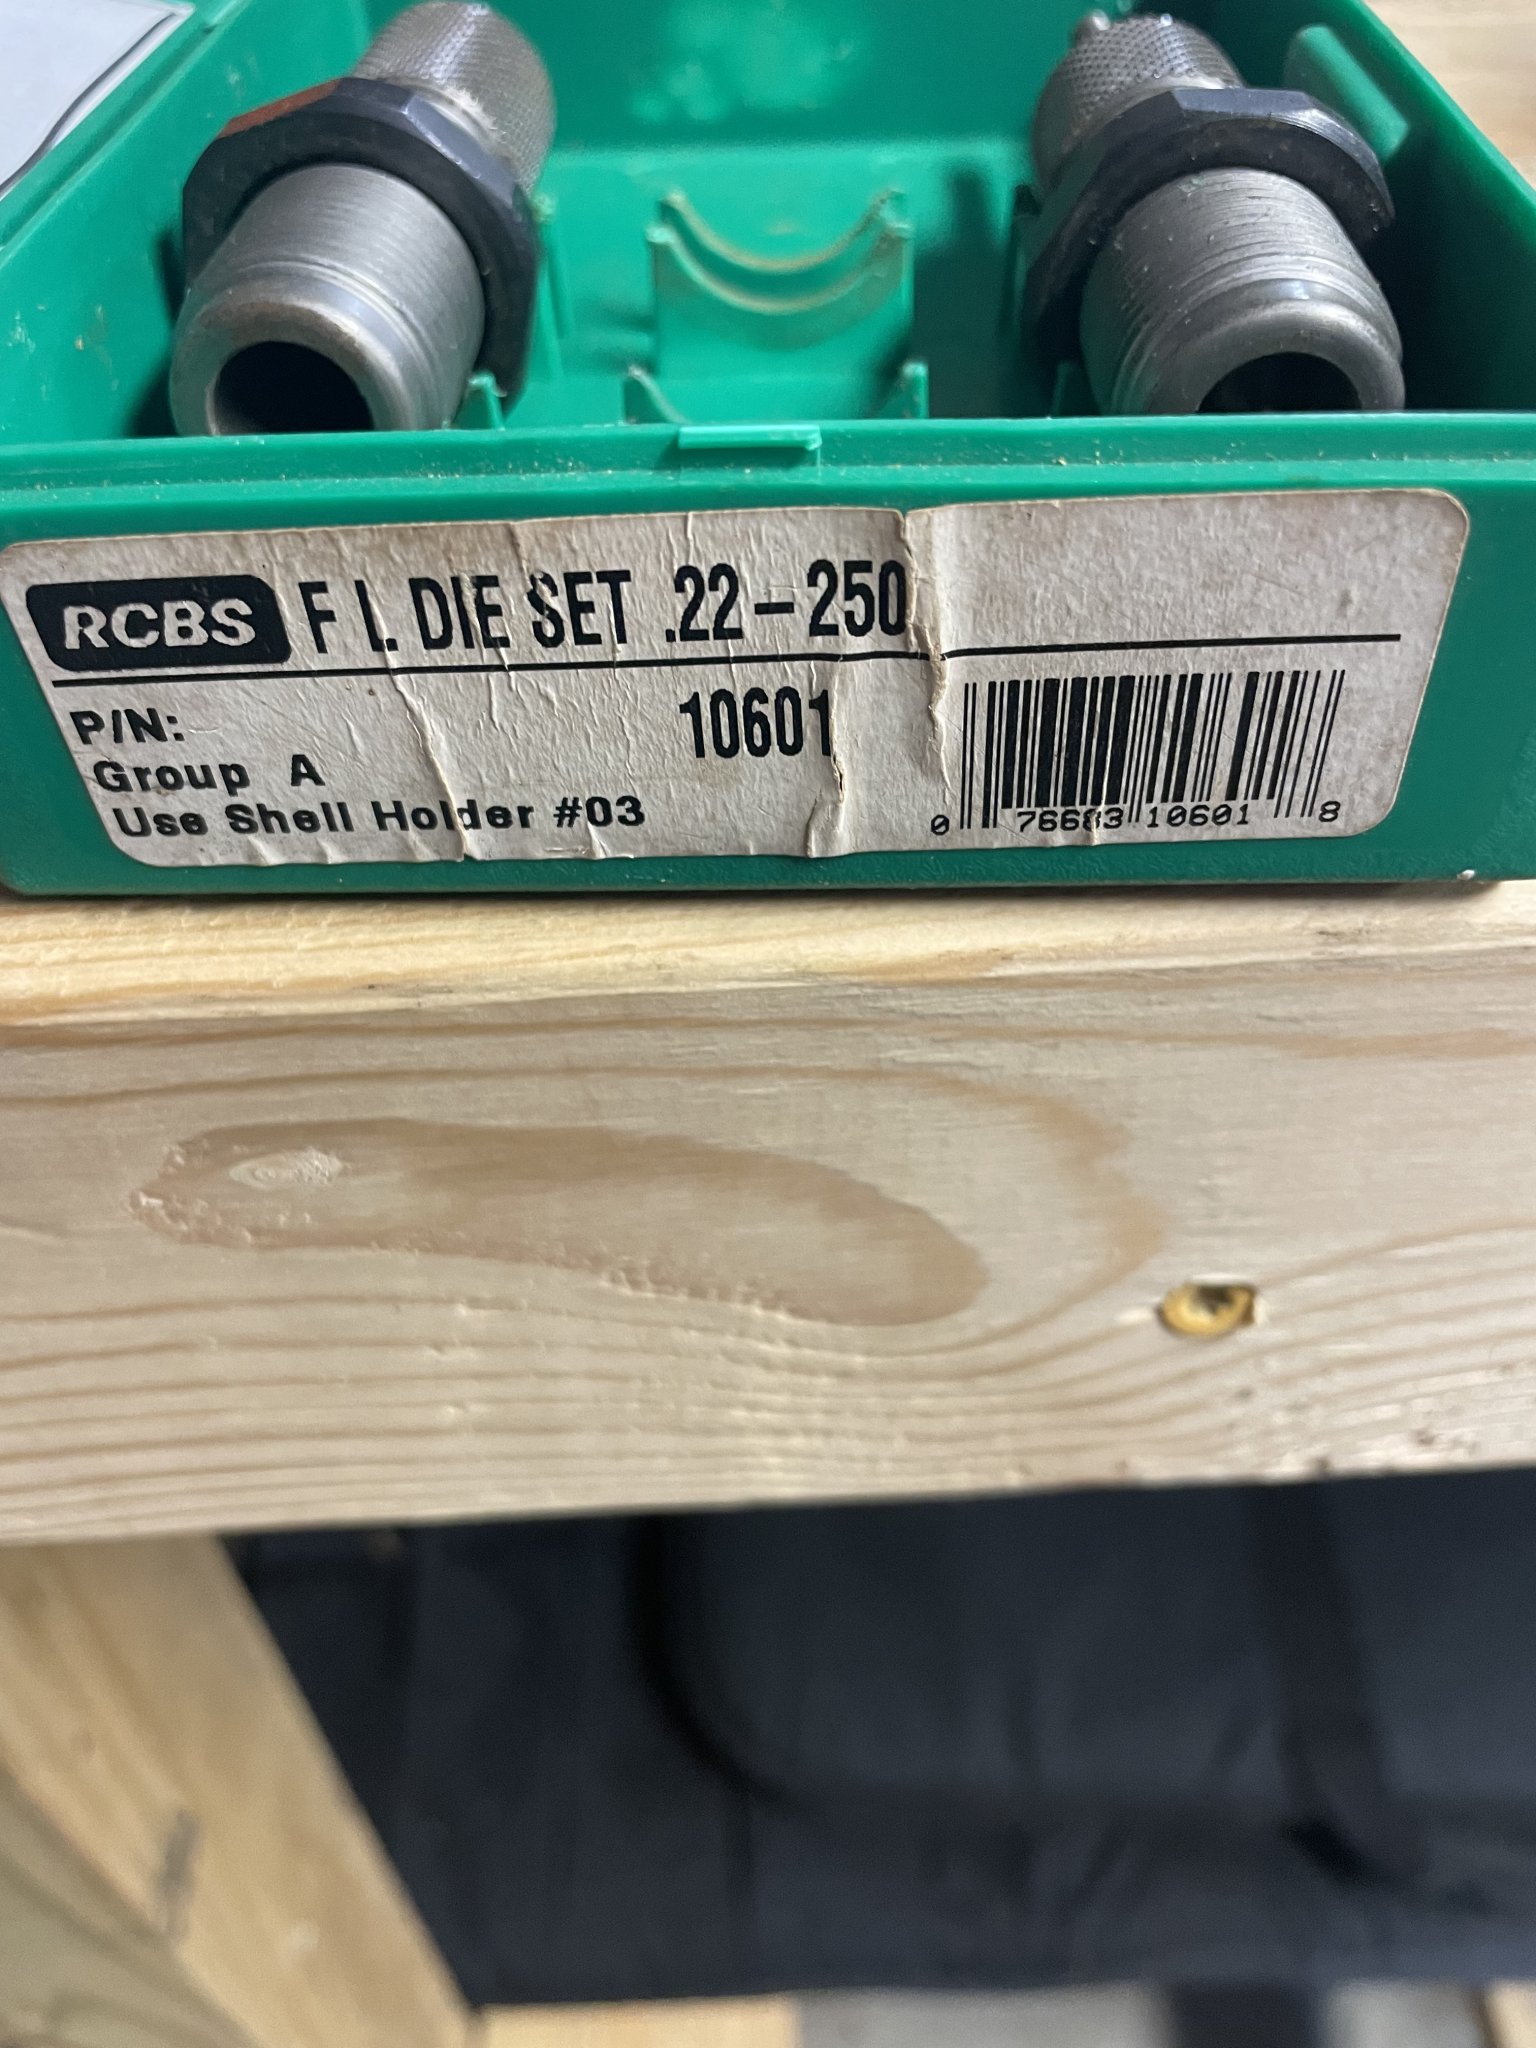 RCBS F L DIE SET .22-250
P/N: 10601
Group A
Use Shell Holder #03
0 76683 10601 8